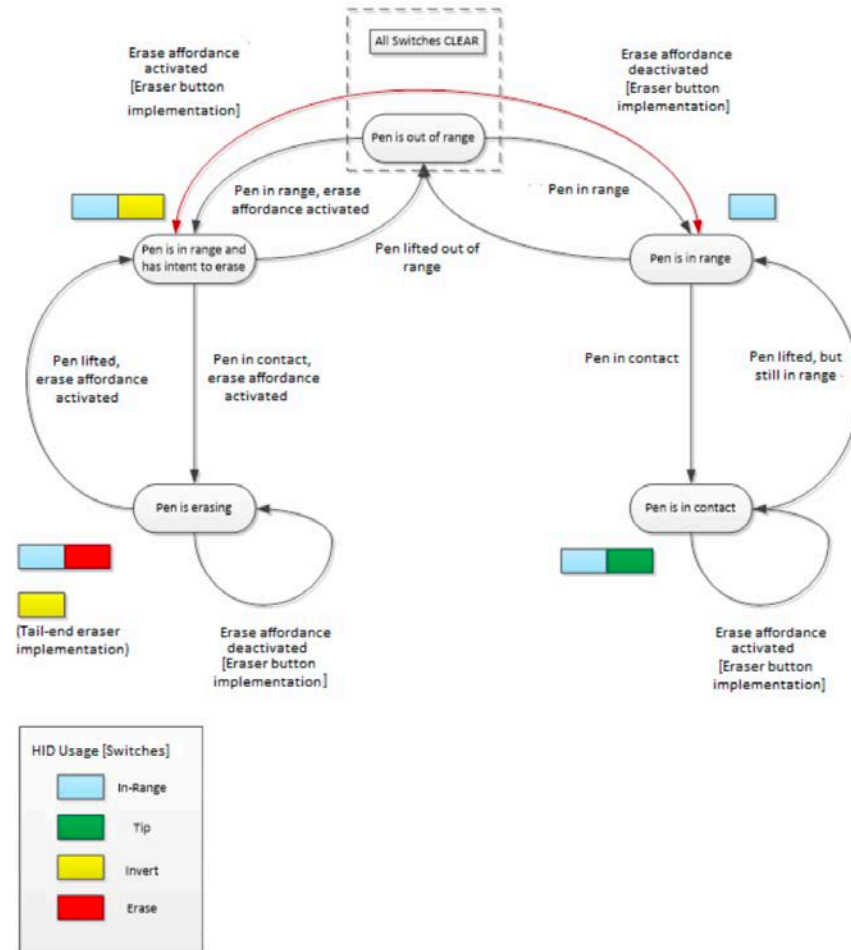 All Switches CLEAR
Erase affordance
activated
[Eraser button
implementation]
Erase affordance
deactivated
[Eraser button
implementation]
Pen is out of range
Pen in range, erase
affordance activated
Pen in range
Pen is in range and
has intent to erase
Pen lifted out of
range
Pen is in range
Pen lifted,
erase affordance
activated
Pen in contact,
erase affordance
activated
Pen in contact
Pen lifted, but
still in range
Pen is erasing
Pen is in contact
(Tail-end eraser
implementation)
Erase affordance
deactivated
[Eraser button
implementation]
Erase affordance
activated
[Eraser button
implementation]
HID Usage [Switches]
In-Range
Tip
Invert
Erase